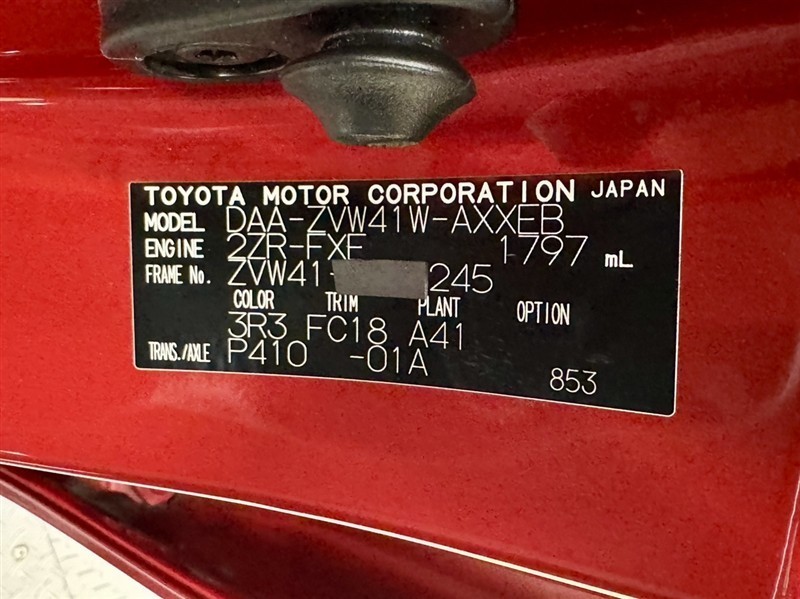 TOYOTA MOTOR CORPORATION JAPAN
MODEL DAA-ZVW41W-AXXEB
ENGINE 2ZR-FXE 1797 mL
FRAME No. ZVW41- 245
COLOR TRIM PLANT OPTION
3R3 FC18 A41
TRANS./AXLE P410 -01A
853